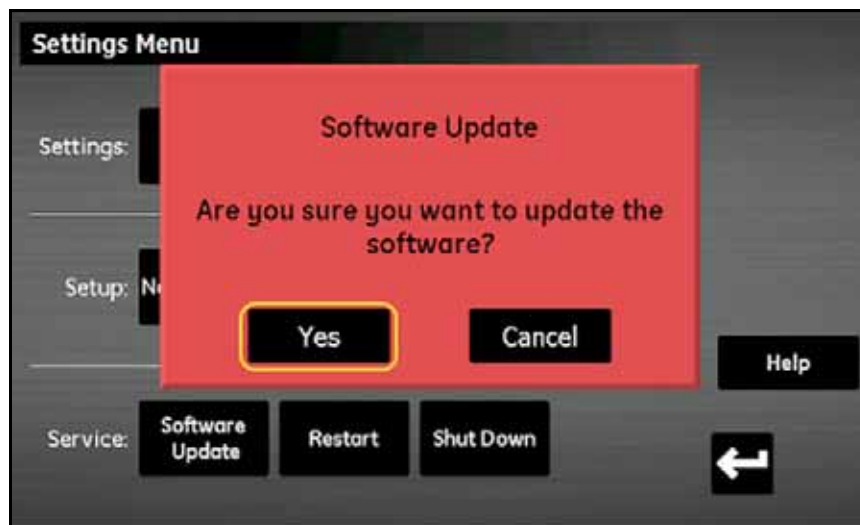 Settings Menu
Software Update
Settings:
Are you sure you want to update the
software?
Setup:
Yes
Cancel
Help
Service:
Software
Update
Restart
Shut Down